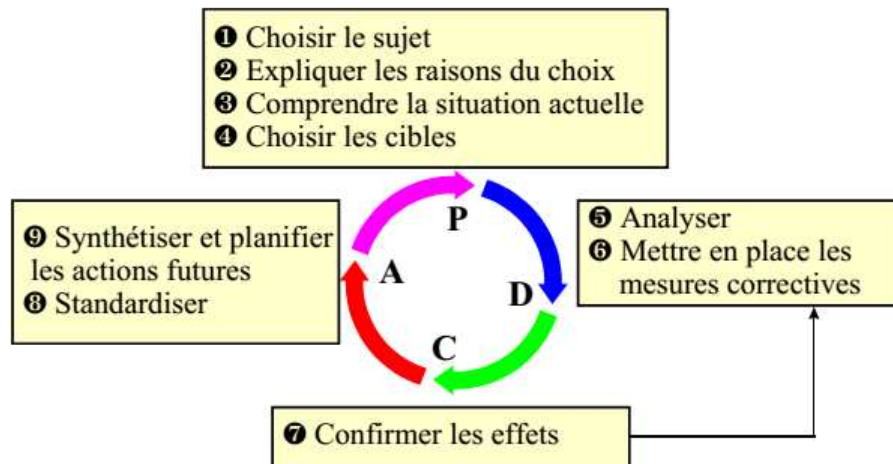 ❶ Choisir le sujet
❷ Expliquer les raisons du choix
❸ Comprendre la situation actuelle
❹ Choisir les cibles
P
❺ Analyser
❻ Mettre en place les
mesures correctives
D
❾ Synthétiser et planifier
les actions futures
❽ Standardiser
A
C
❼ Confirmer les effets